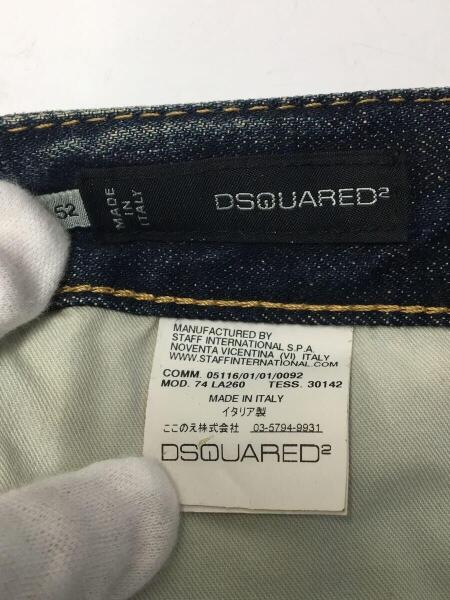 52
MADE
IN
ITALY
DSQUARED²
MANUFACTURED BY
STAFF INTERNATIONAL S.P.A.
NOVENTA VICENTINA (VI) ITALY
WWW.STAFFINTERNATIONAL.COM
COMM. 05116/01/01/0092
MOD. 74 LA260 TESS. 30142
MADE IN ITALY
イタリア製
ここのえ株式会社 03-5794-9931
DSQUARED²